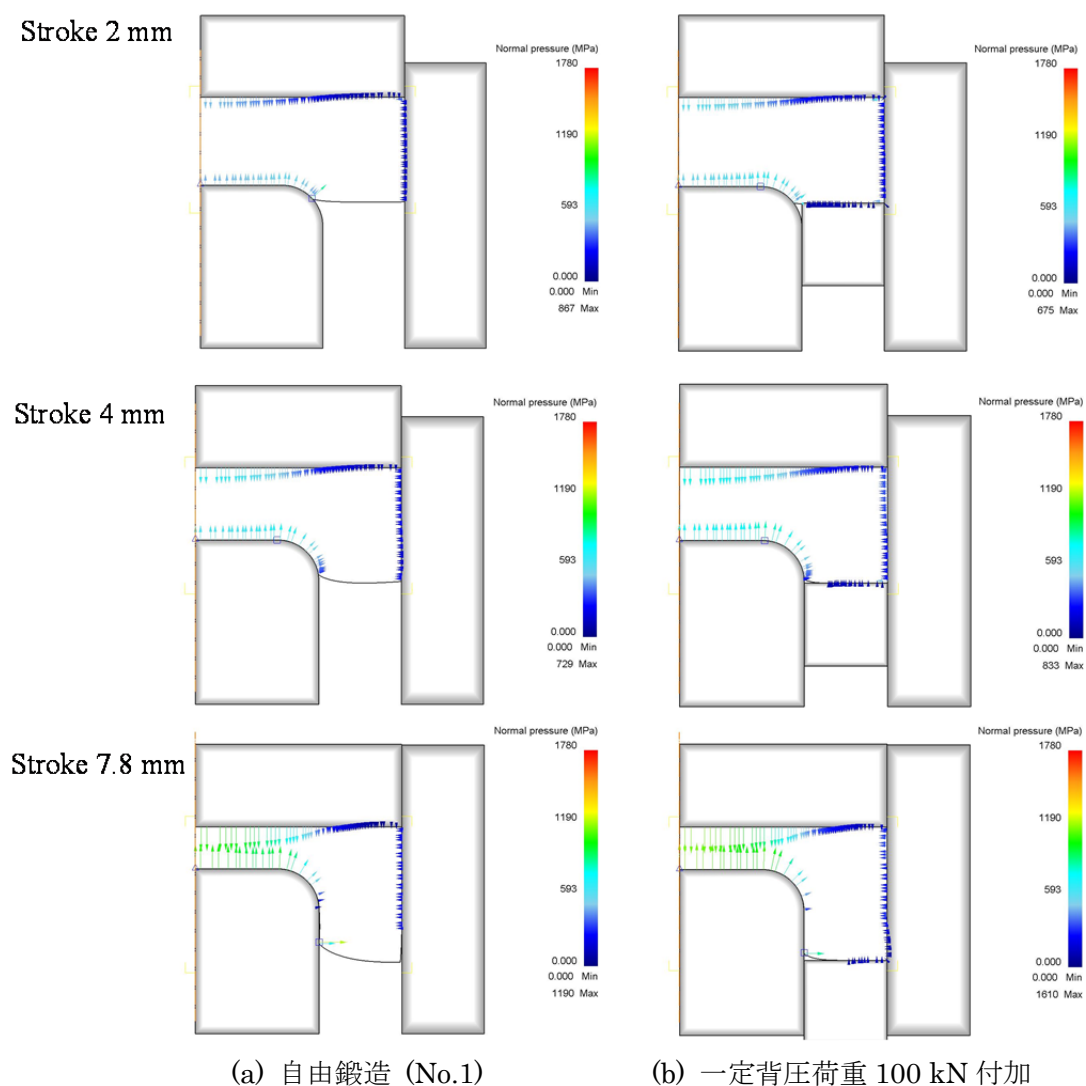 Stroke 2 mm
Normal pressure (MPa)
1780
1190
593
0.000
0.000 Min
867 Max
Normal pressure (MPa)
1780
1190
593
0.000
0.000 Min
675 Max
Stroke 4 mm
Normal pressure (MPa)
1780
1190
593
0.000
0.000 Min
729 Max
Normal pressure (MPa)
1780
1190
593
0.000
0.000 Min
833 Max
Stroke 7.8 mm
Normal pressure (MPa)
1780
1190
593
0.000
0.000 Min
1190 Max
Normal pressure (MPa)
1780
1190
593
0.000
0.000 Min
1610 Max
(a) 自由鍛造 (No.1)
(b) 一定背圧荷重 100 kN 付加